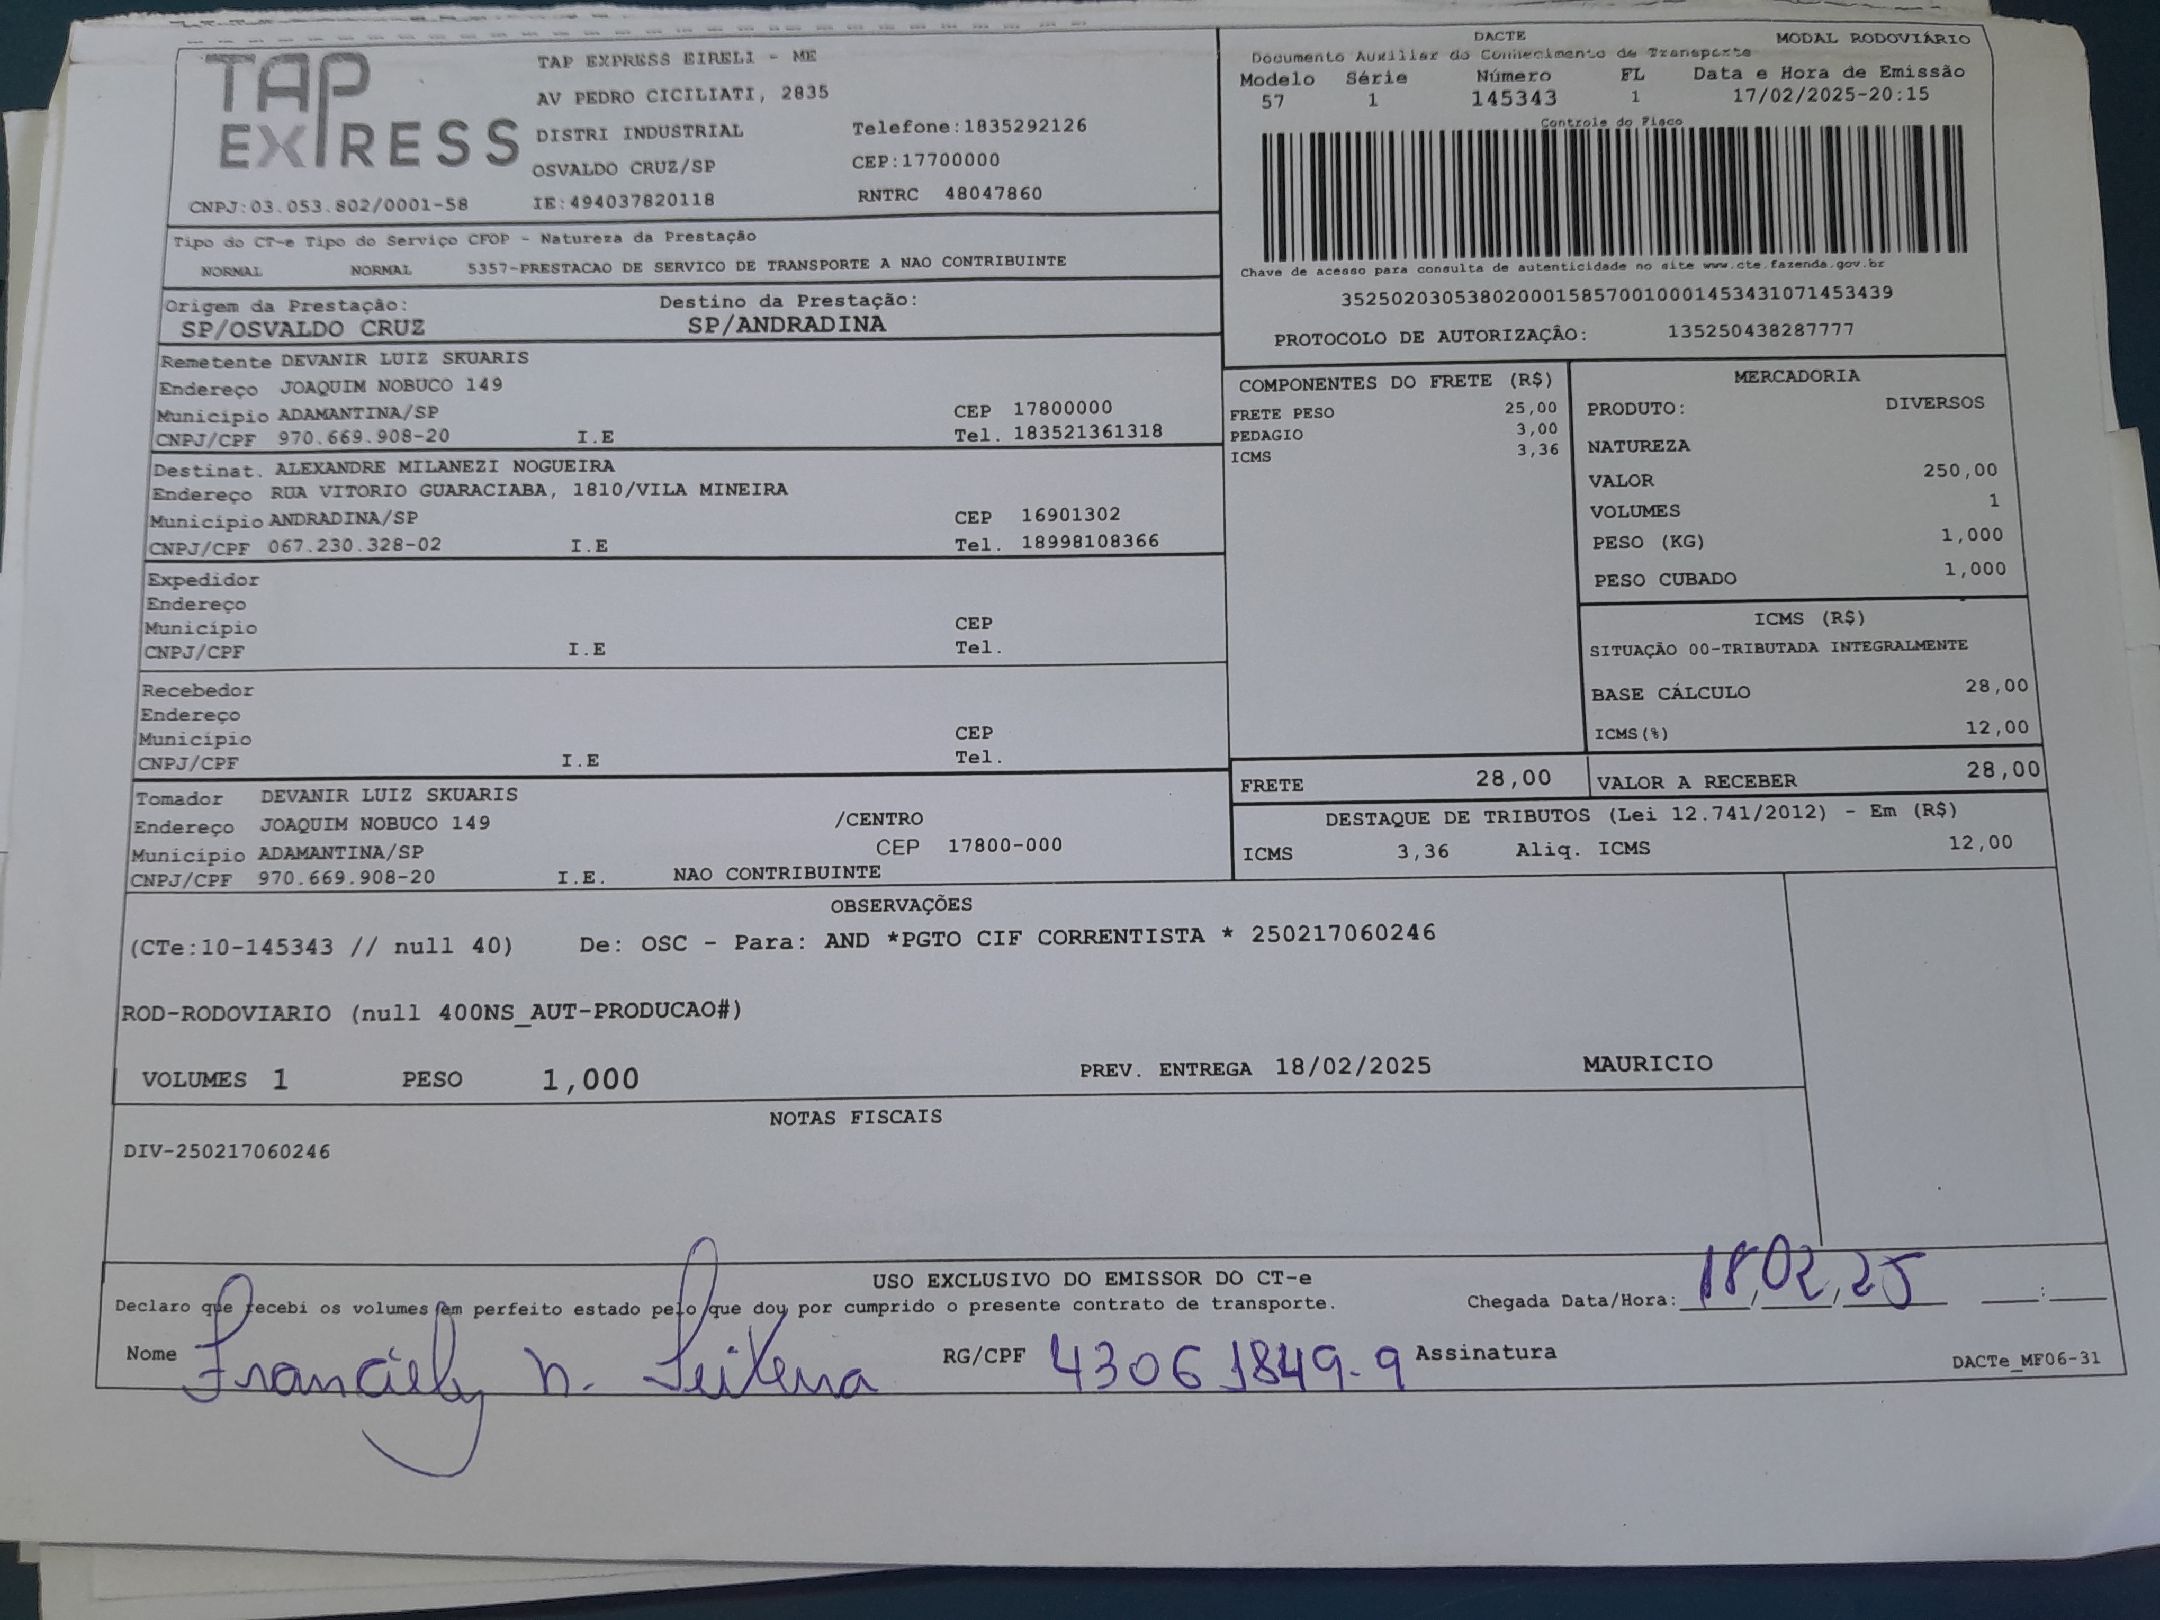 TAP EXPRESS
TAP EXPRESS EIRELI - ME
AV PEDRO CICILIATI, 2835
DISTRI INDUSTRIAL Telefone:1835292126
OSVALDO CRUZ/SP CEP:17700000
CNPJ:03.053.802/0001-58 IE:494037820118 RNTRC 48047860
DACTE MODAL RODOVIÁRIO
Documento Auxiliar do Conhecimento de Transporte
Modelo Série Número FL Data e Hora de Emissão
57 1 145343 1 17/02/2025-20:15
Controle do Fisco
Chave de acesso para consulta de autenticidade no site www.cte.fazenda.gov.br
35250203053802000158570010001453431071453439
PROTOCOLO DE AUTORIZAÇÃO: 135250438287777
Tipo do CT-e Tipo do Serviço CFOP - Natureza da Prestação
NORMAL NORMAL 5357-PRESTACAO DE SERVICO DE TRANSPORTE A NAO CONTRIBUINTE
Origem da Prestação: Destino da Prestação:
SP/OSVALDO CRUZ SP/ANDRADINA
Remetente DEVANIR LUIZ SKUARIS
Endereço JOAQUIM NOBUCO 149
Município ADAMANTINA/SP CEP 17800000
CNPJ/CPF 970.669.908-20 I.E Tel. 183521361318
Destinat. ALEXANDRE MILANEZI NOGUEIRA
Endereço RUA VITORIO GUARACIABA, 1810/VILA MINEIRA
Município ANDRADINA/SP CEP 16901302
CNPJ/CPF 067.230.328-02 I.E Tel. 18998108366
Expedidor
Endereço
Município CEP
CNPJ/CPF I.E Tel.
Recebedor
Endereço
Município CEP
CNPJ/CPF I.E Tel.
Tomador DEVANIR LUIZ SKUARIS
Endereço JOAQUIM NOBUCO 149 /CENTRO
Município ADAMANTINA/SP CEP 17800-000
CNPJ/CPF 970.669.908-20 I.E. NAO CONTRIBUINTE
COMPONENTES DO FRETE (R$)
FRETE PESO 25,00
PEDAGIO 3,00
ICMS 3,36
MERCADORIA
PRODUTO: DIVERSOS
NATUREZA
VALOR 250,00
VOLUMES 1
PESO (KG) 1,000
PESO CUBADO 1,000
ICMS (R$)
SITUAÇÃO 00-TRIBUTADA INTEGRALMENTE
BASE CÁLCULO 28,00
ICMS(%) 12,00
FRETE 28,00 VALOR A RECEBER 28,00
DESTAQUE DE TRIBUTOS (Lei 12.741/2012) - Em (R$)
ICMS 3,36 Aliq. ICMS 12,00
OBSERVAÇÕES
(CTe:10-145343 // null 40) De: OSC - Para: AND *PGTO CIF CORRENTISTA * 250217060246
ROD-RODOVIARIO (null 400NS_AUT-PRODUCAO#)
VOLUMES 1 PESO 1,000 PREV. ENTREGA 18/02/2025 MAURICIO
NOTAS FISCAIS
DIV-250217060246
USO EXCLUSIVO DO EMISSOR DO CT-e
Declaro que recebi os volumes em perfeito estado pelo que dou por cumprido o presente contrato de transporte. Chegada Data/Hora: 18,02,25 :
Nome Franciely n. RG/CPF 43061849-9 Assinatura
DACTe_MF06-31